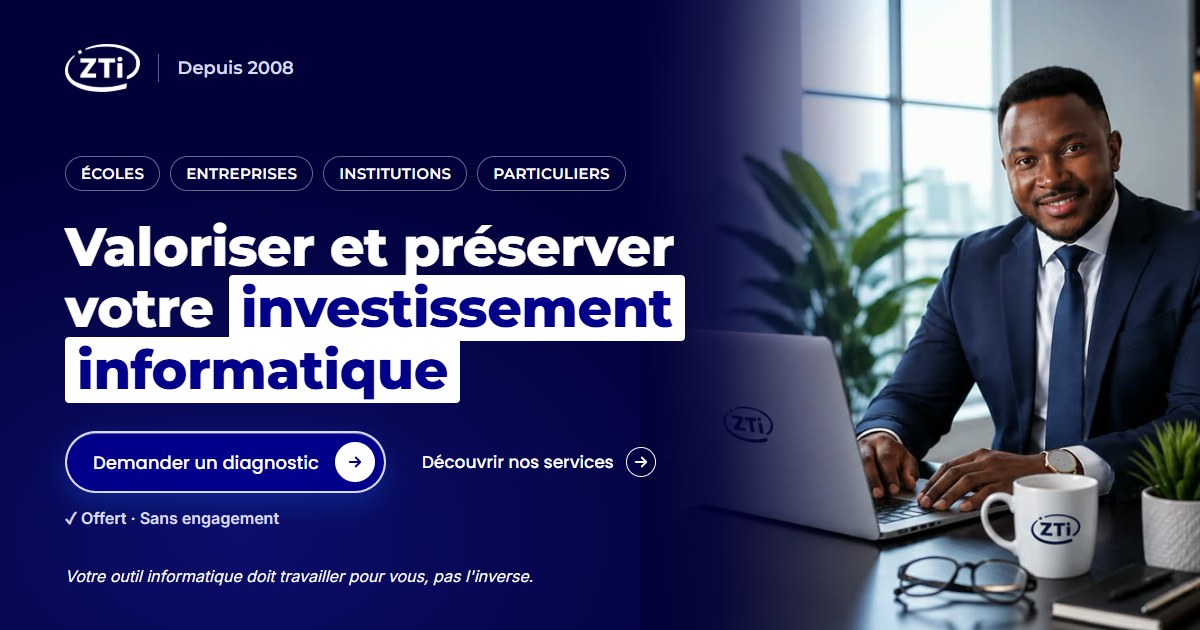 ZTi
Depuis 2008
ÉCOLES
ENTREPRISES
INSTITUTIONS
PARTICULIERS
Valoriser et préserver
votre investissement
informatique
Demander un diagnostic
Découvrir nos services
✓ Offert · Sans engagement
Votre outil informatique doit travailler pour vous, pas l'inverse.
ZTi
ZTi